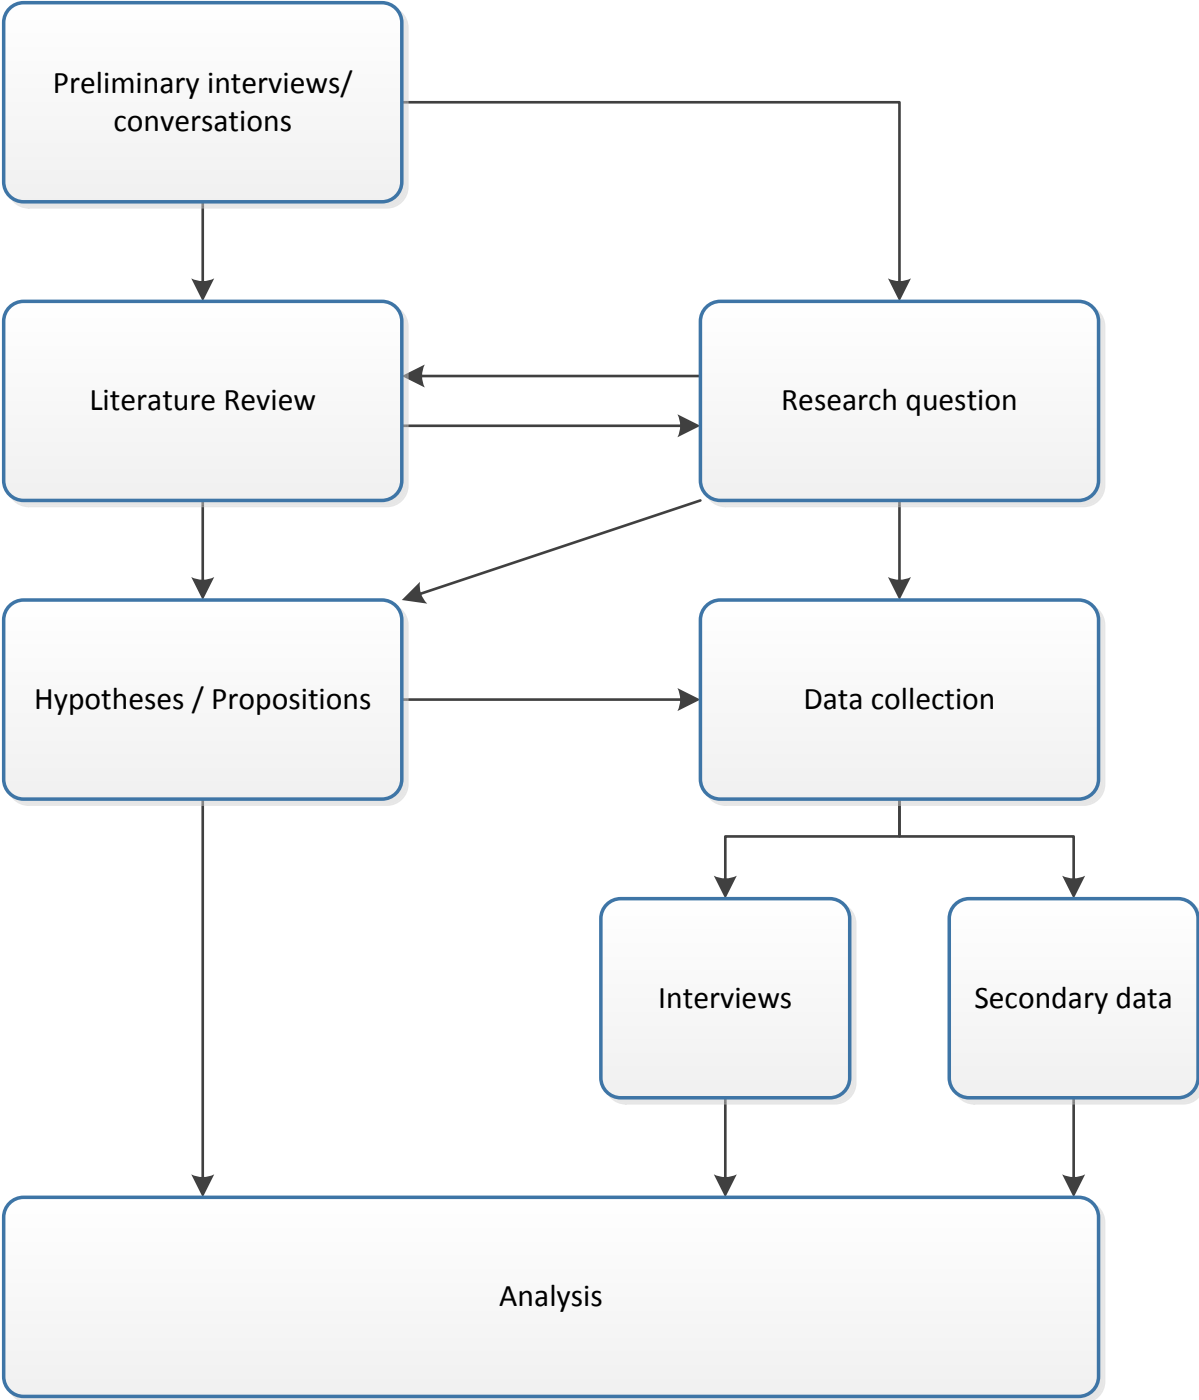 Preliminary interviews/
conversations
Literature Review
Research question
Hypotheses / Propositions
Data collection
Interviews
Secondary data
Analysis